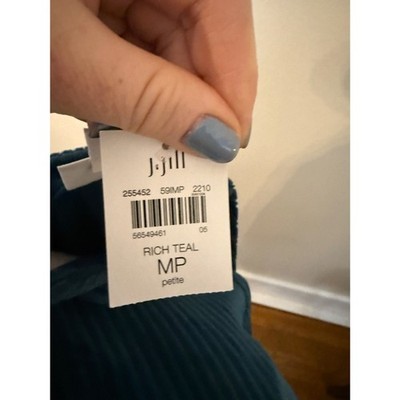 J.Jill
255452 59IMP 2210
56549461 05
RICH TEAL
MP
petite